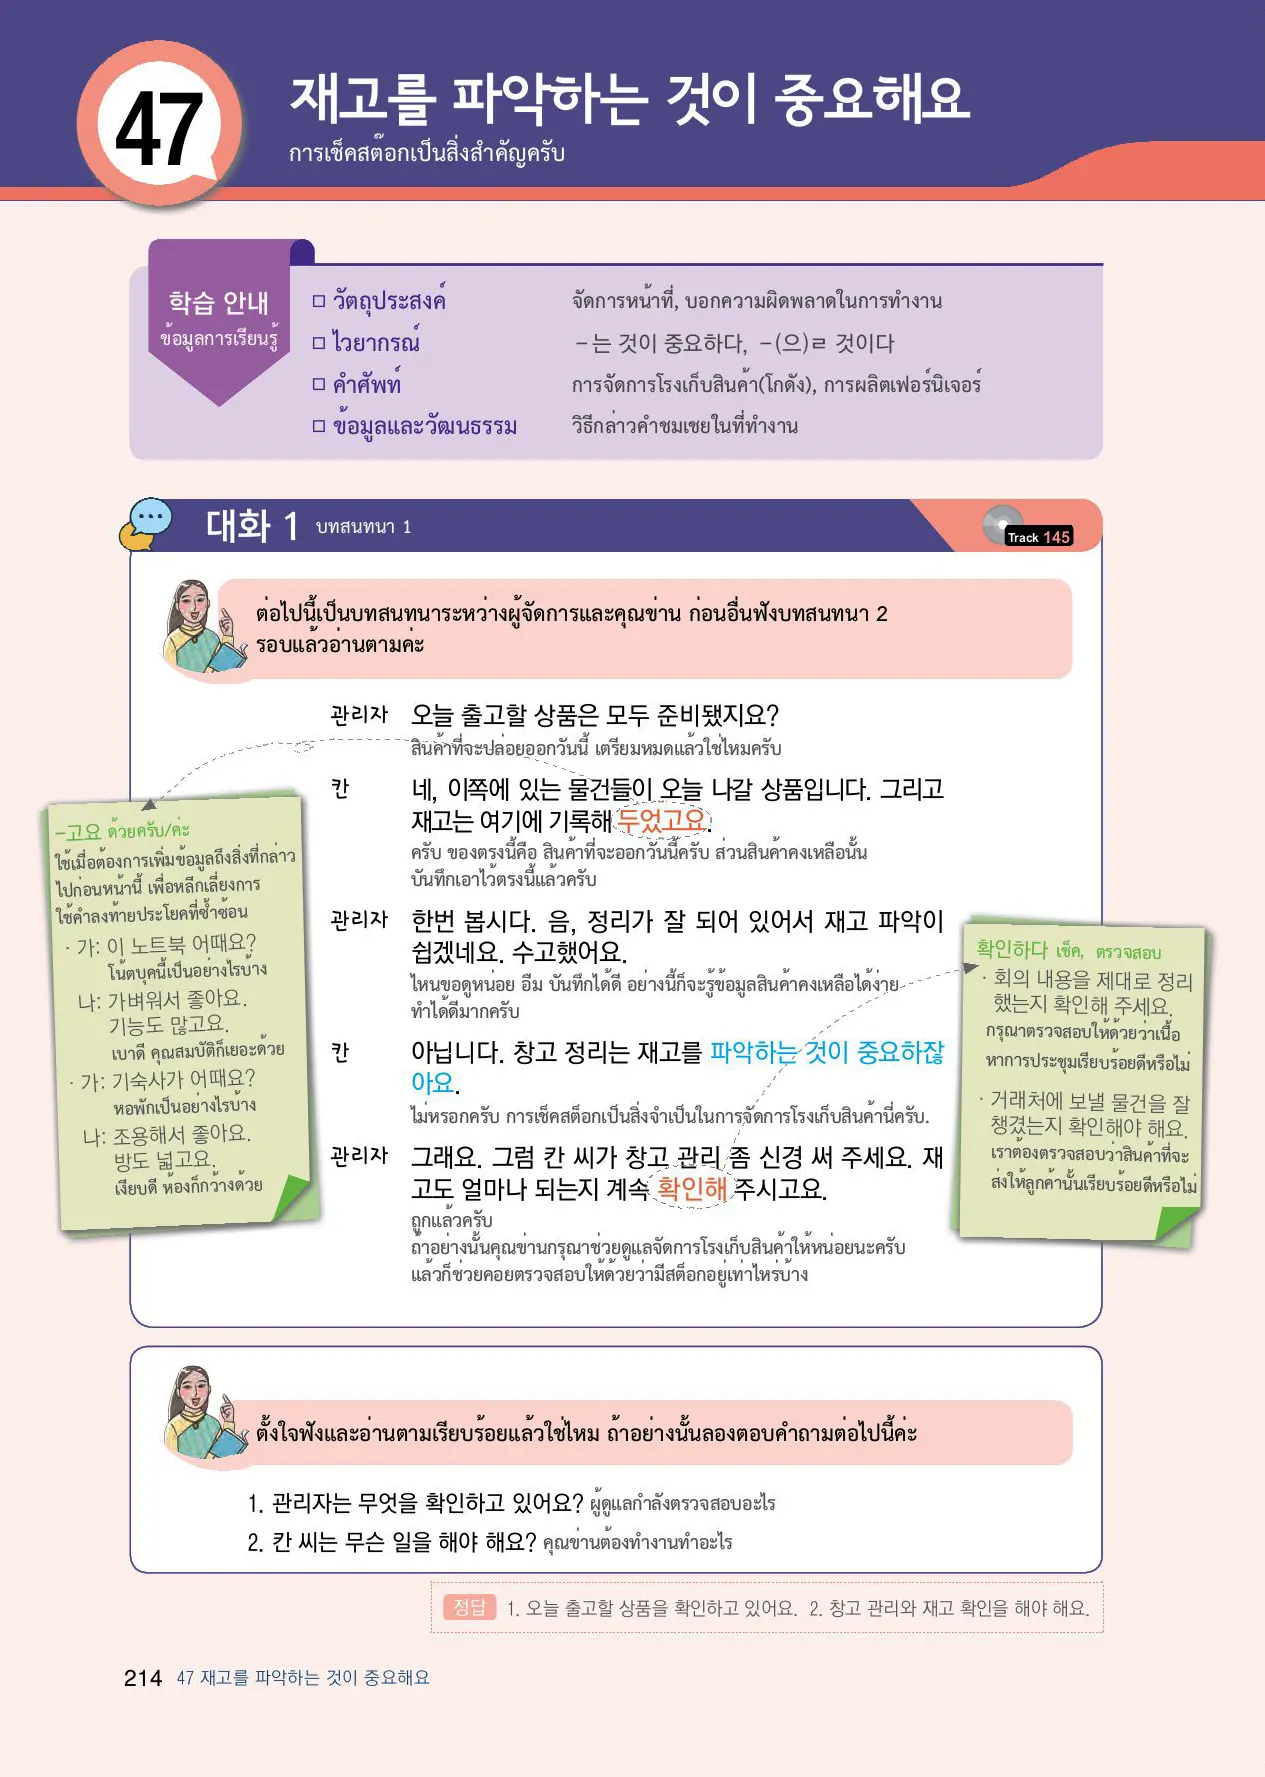 47
재고를 파악하는 것이 중요해요
การเช็คสต๊อกเป็นสิ่งสำคัญครับ
학습 안내
ข้อมูลการเรียนรู้
□ วัตถุประสงค์ จัดการหน้าที่, บอกความผิดพลาดในการทำงาน
□ ไวยากรณ์ －는 것이 중요하다, －(으)ㄹ 것이다
□ คำศัพท์ การจัดการโรงเก็บสินค้า(โกดัง), การผลิตเฟอร์นิเจอร์
□ ข้อมูลและวัฒนธรรม วิธีกล่าวคำชมเชยในที่ทำงาน
대화 1 บทสนทนา 1
Track 145
ต่อไปนี้เป็นบทสนทนาระหว่างผู้จัดการและคุณข่าน ก่อนอื่นฟังบทสนทนา 2
รอบแล้วอ่านตามค่ะ
관리자 오늘 출고할 상품은 모두 준비됐지요?
สินค้าที่จะปล่อยออกวันนี้ เตรียมหมดแล้วใช่ไหมครับ
칸 네, 이쪽에 있는 물건들이 오늘 나갈 상품입니다. 그리고
재고는 여기에 기록해 두었고요.
ครับ ของตรงนี้คือ สินค้าที่จะออกวันนี้ครับ ส่วนสินค้าคงเหลือนั้น
บันทึกเอาไว้ตรงนี้แล้วครับ
관리자 한번 봅시다. 음, 정리가 잘 되어 있어서 재고 파악이
쉽겠네요. 수고했어요.
ไหนขอดูหน่อย อืม บันทึกได้ดี อย่างนี้ก็จะรู้ข้อมูลสินค้าคงเหลือได้ง่าย
ทำได้ดีมากครับ
칸 아닙니다. 창고 정리는 재고를 파악하는 것이 중요하잖
아요.
ไม่หรอกครับ การเช็คสต็อกเป็นสิ่งจำเป็นในการจัดการโรงเก็บสินค้านี่ครับ.
관리자 그래요. 그럼 칸 씨가 창고 관리 좀 신경 써 주세요. 재
고도 얼마나 되는지 계속 확인해 주시고요.
ถูกแล้วครับ
ถ้าอย่างนั้นคุณข่านกรุณาช่วยดูแลจัดการโรงเก็บสินค้าให้หน่อยนะครับ
แล้วก็ช่วยคอยตรวจสอบให้ด้วยว่ามีสต็อกอยู่เท่าไหร่บ้าง
-고요 ด้วยครับ/ค่ะ
ใช้เมื่อต้องการเพิ่มข้อมูลถึงสิ่งที่กล่าว
ไปก่อนหน้านี้ เพื่อหลีกเลี่ยงการ
ใช้คำลงท้ายประโยคที่ซ้ำซ้อน
· 가: 이 노트북 어때요?
โน้ตบุคนี้เป็นอย่างไรบ้าง
나: 가벼워서 좋아요.
기능도 많고요.
เบาดี คุณสมบัติก็เยอะด้วย
· 가: 기숙사가 어때요?
หอพักเป็นอย่างไรบ้าง
나: 조용해서 좋아요.
방도 넓고요.
เงียบดี ห้องก็กว้างด้วย
확인하다 เช็ค, ตรวจสอบ
· 회의 내용을 제대로 정리
했는지 확인해 주세요.
กรุณาตรวจสอบให้ด้วยว่าเนื้อ
หาการประชุมเรียบร้อยดีหรือไม่
· 거래처에 보낼 물건을 잘
챙겼는지 확인해야 해요.
เราต้องตรวจสอบว่าสินค้าที่จะ
ส่งให้ลูกค้านั้นเรียบร้อยดีหรือไม่
ตั้งใจฟังและอ่านตามเรียบร้อยแล้วใช่ไหม ถ้าอย่างนั้นลองตอบคำถามต่อไปนี้ค่ะ
1. 관리자는 무엇을 확인하고 있어요? ผู้ดูแลกำลังตรวจสอบอะไร
2. 칸 씨는 무슨 일을 해야 해요? คุณข่านต้องทำงานทำอะไร
정답 1. 오늘 출고할 상품을 확인하고 있어요. 2. 창고 관리와 재고 확인을 해야 해요.
214 47 재고를 파악하는 것이 중요해요